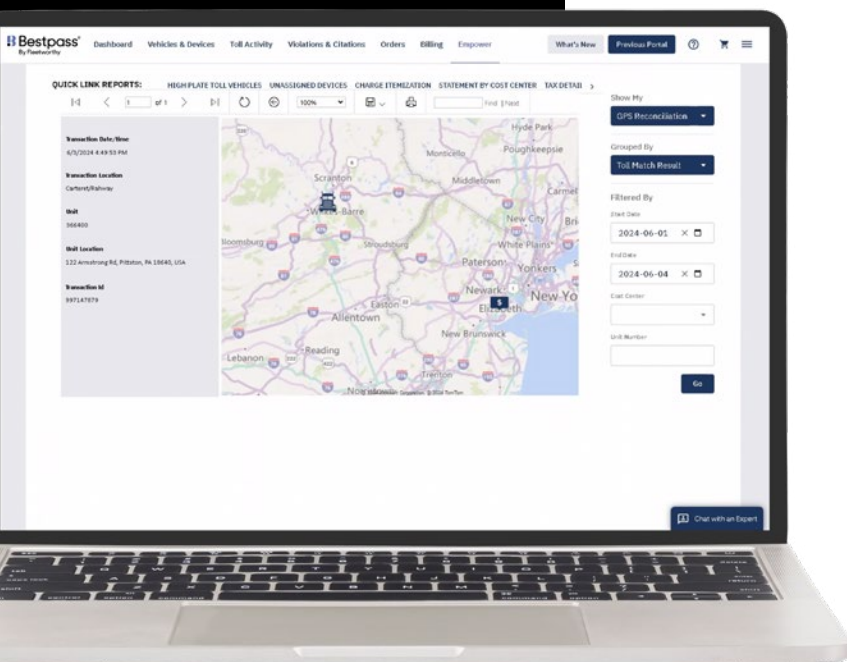 Bestpass
By Fleetworthy
Dashboard Vehicles & Devices Toll Activity Violations & Citations Orders Billing Empower What's New Previous Portal
QUICK LINK REPORTS: HIGH PLATE TOLL VEHICLES UNASSIGNED DEVICES CHARGE ITEMIZATION STATEMENT BY COST CENTER TAX DETAIL
1 of 1 100% Find | Next
Transaction Date/Time
6/3/2024 4:49:53 PM
Transaction Location
Carteret/Rahway
Unit
366400
Unit Location
122 Armstrong Rd, Pittston, PA 18640, USA
Transaction Id
997147879
Hyde Park
Poughkeepsie
Monticello
Scranton
Middletown
Carmel
Wilkes-Barre
New City
Bri
Bloomsburg
Stroudsburg
White Plains
Paterson
Yonkers
Newark
New Yo
Easton
Elizabeth
Allentown
New Brunswick
Reading
Lebanon
Trenton
Show My
GPS Reconciliation
Grouped By
Toll Match Result
Filtered By
Start Date
2024-06-01
End Date
2024-06-04
Cost Center
Unit Number
Go
Chat with an Expert